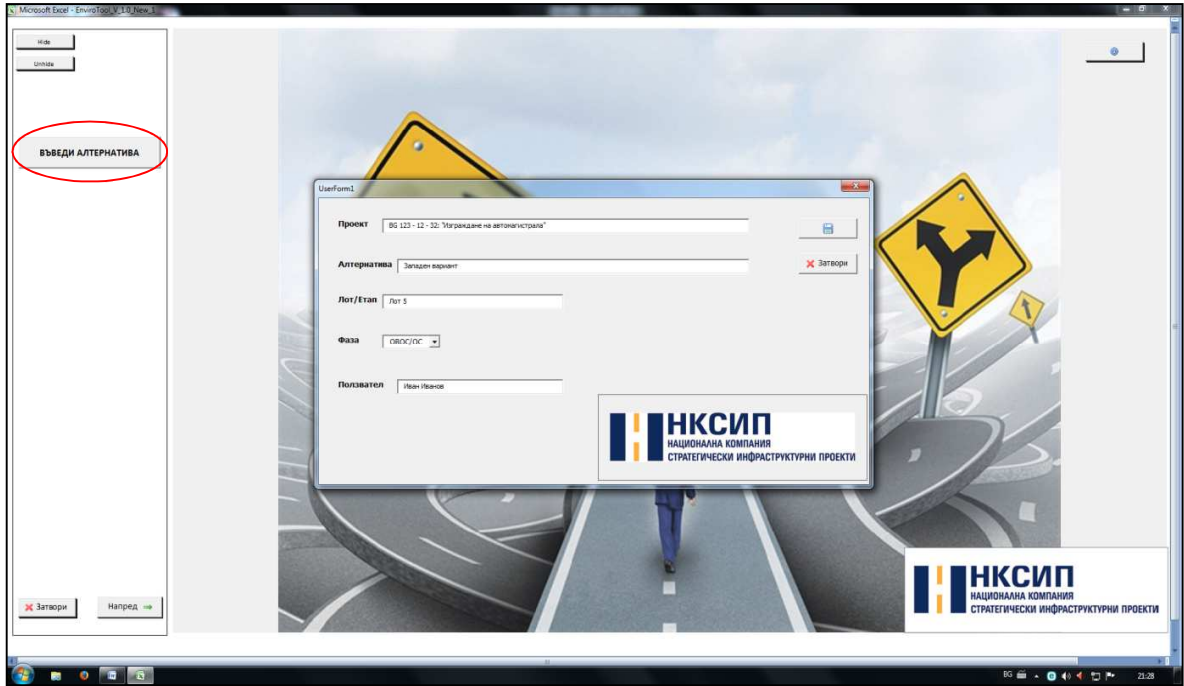 Microsoft Excel - EnviroTool_V_1.0_New_1
Hide
Unhide
ВЪВЕДИ АЛТЕРНАТИВА
UserForm1
Проект
BG 123 - 12 - 32: "Изграждане на автомагистрала"
Алтернатива
Западен вариант
Затвори
Лот/Етап
Лот 5
Фаза
ОВОС/ОС
Ползвател
Иван Иванов
НКСИП
НАЦИОНАЛНА КОМПАНИЯ
СТРАТЕГИЧЕСКИ ИНФРАСТРУКТУРНИ ПРОЕКТИ
НКСИП
НАЦИОНАЛНА КОМПАНИЯ
СТРАТЕГИЧЕСКИ ИНФРАСТРУКТУРНИ ПРОЕКТИ
Затвори
Напред
BG
21:28